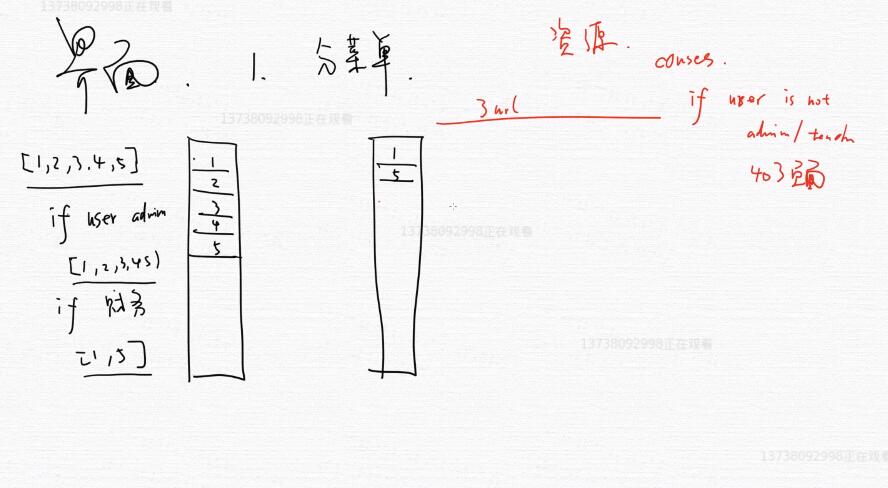 13738092998正在观看
界面. 1. 分菜单.
资源.
couses.
13738092998正在观看
3 url
if user is not
admin/teach
403页面
[1,2,3,4,5]
1
2
3
4
5
1
5
if user admin
13738092998正在观看
[1,2,3,4 5)
if 财务
[1,5]
13738092998正在观看
13738092998正在观看